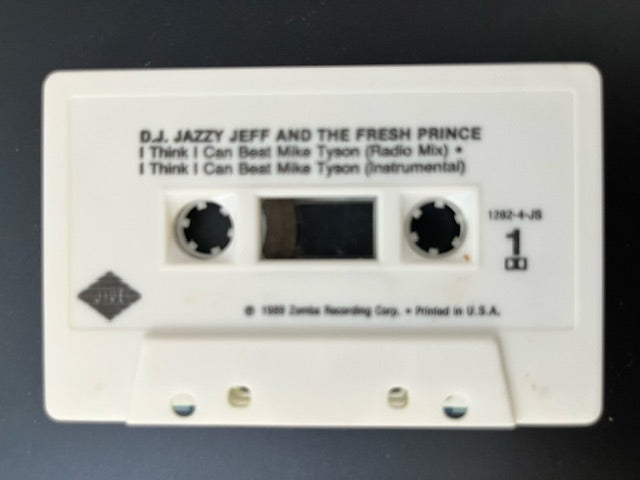 D.J. JAZZY JEFF AND THE FRESH PRINCE
I Think I Can Beat Mike Tyson (Radio Mix) •
I Think I Can Beat Mike Tyson (Instrumental)
1282-4-JS
1
JIVE
℗ 1989 Zomba Recording Corp. • Printed in U.S.A.